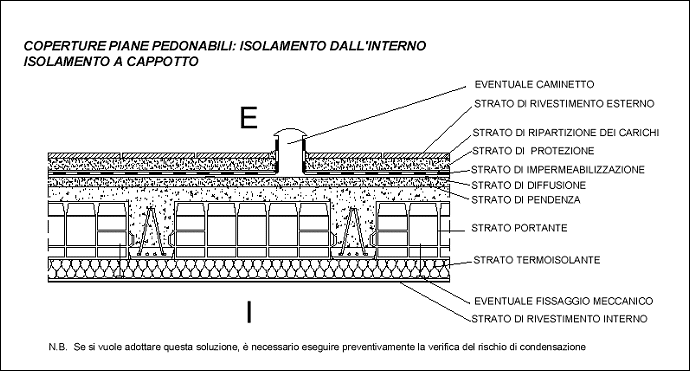 COPERTURE PIANE PEDONABILI: ISOLAMENTO DALL'INTERNO
ISOLAMENTO A CAPPOTTO
EVENTUALE CAMINETTO
E
STRATO DI RIVESTIMENTO ESTERNO
STRATO DI RIPARTIZIONE DEI CARICHI
STRATO DI PROTEZIONE
STRATO DI IMPERMEABILIZZAZIONE
STRATO DI DIFFUSIONE
STRATO DI PENDENZA
STRATO PORTANTE
STRATO TERMOISOLANTE
EVENTUALE FISSAGGIO MECCANICO
I
STRATO DI RIVESTIMENTO INTERNO
N.B. Se si vuole adottare questa soluzione, è necessario eseguire preventivamente la verifica del rischio di condensazione